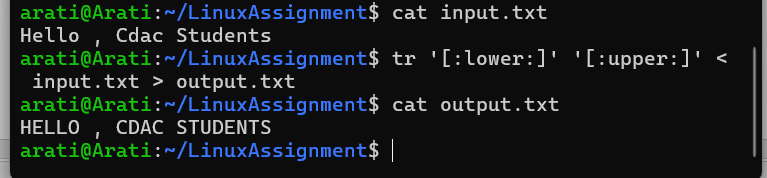 arati@Arati:~/LinuxAssignment$ cat input.txt
Hello , Cdac Students
arati@Arati:~/LinuxAssignment$ tr '[:lower:]' '[:upper:]' <
 input.txt > output.txt
arati@Arati:~/LinuxAssignment$ cat output.txt
HELLO , CDAC STUDENTS
arati@Arati:~/LinuxAssignment$